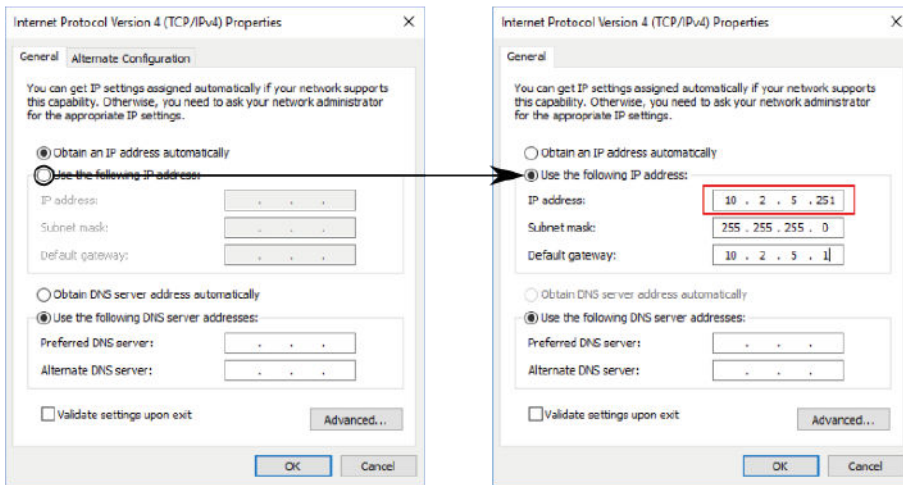 Internet Protocol Version 4 (TCP/IPv4) Properties
General Alternate Configuration
You can get IP settings assigned automatically if your network supports
this capability. Otherwise, you need to ask your network administrator
for the appropriate IP settings.
Obtain an IP address automatically
Use the following IP address:
IP address: . . .
Subnet mask: . . .
Default gateway: . . .
Obtain DNS server address automatically
Use the following DNS server addresses:
Preferred DNS server: . . .
Alternate DNS server: . . .
Validate settings upon exit
Advanced...
OK Cancel
Internet Protocol Version 4 (TCP/IPv4) Properties
General
You can get IP settings assigned automatically if your network supports
this capability. Otherwise, you need to ask your network administrator
for the appropriate IP settings.
Obtain an IP address automatically
Use the following IP address:
IP address: 10 . 2 . 5 . 251
Subnet mask: 255 . 255 . 255 . 0
Default gateway: 10 . 2 . 5 . 1
Obtain DNS server address automatically
Use the following DNS server addresses:
Preferred DNS server: . . .
Alternate DNS server: . . .
Validate settings upon exit
Advanced...
OK Cancel